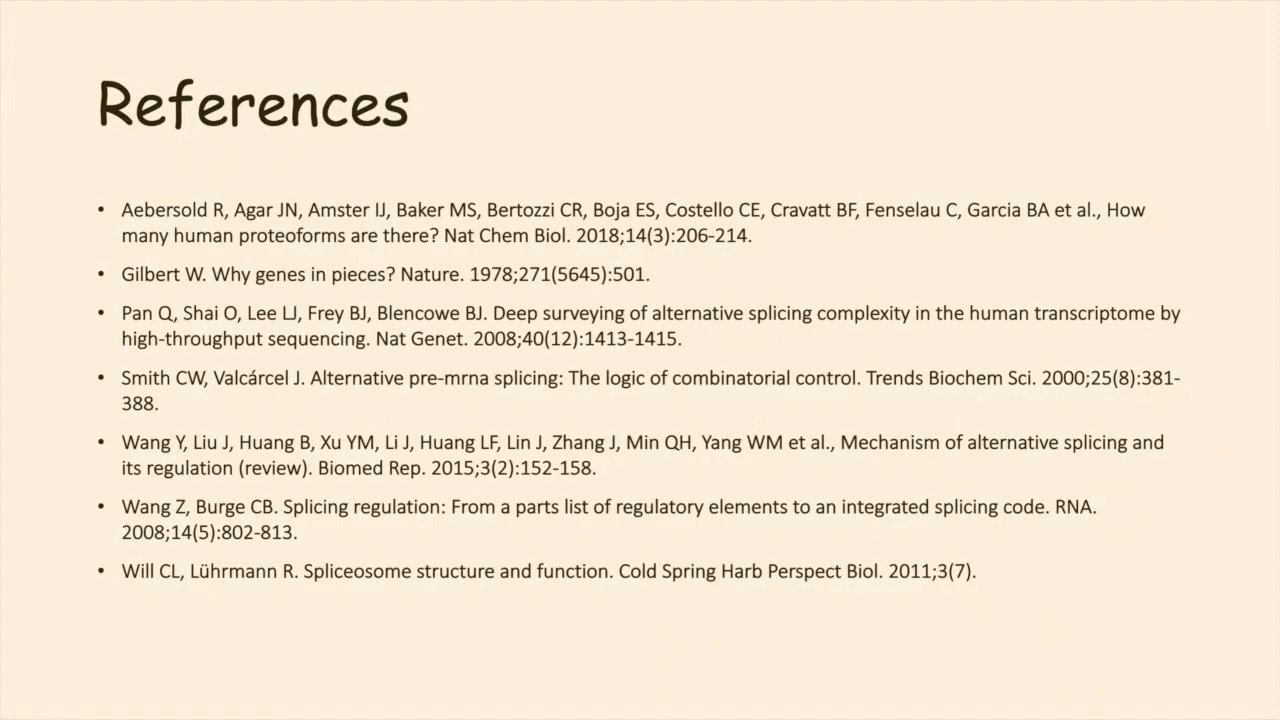 References
• Aebersold R, Agar JN, Amster IJ, Baker MS, Bertozzi CR, Boja ES, Costello CE, Cravatt BF, Fenselau C, Garcia BA et al., How
many human proteoforms are there? Nat Chem Biol. 2018;14(3):206-214.
• Gilbert W. Why genes in pieces? Nature. 1978;271(5645):501.
• Pan Q, Shai O, Lee LJ, Frey BJ, Blencowe BJ. Deep surveying of alternative splicing complexity in the human transcriptome by
high-throughput sequencing. Nat Genet. 2008;40(12):1413-1415.
• Smith CW, Valcárcel J. Alternative pre-mrna splicing: The logic of combinatorial control. Trends Biochem Sci. 2000;25(8):381-
388.
• Wang Y, Liu J, Huang B, Xu YM, Li J, Huang LF, Lin J, Zhang J, Min QH, Yang WM et al., Mechanism of alternative splicing and
its regulation (review). Biomed Rep. 2015;3(2):152-158.
• Wang Z, Burge CB. Splicing regulation: From a parts list of regulatory elements to an integrated splicing code. RNA.
2008;14(5):802-813.
• Will CL, Lührmann R. Spliceosome structure and function. Cold Spring Harb Perspect Biol. 2011;3(7).